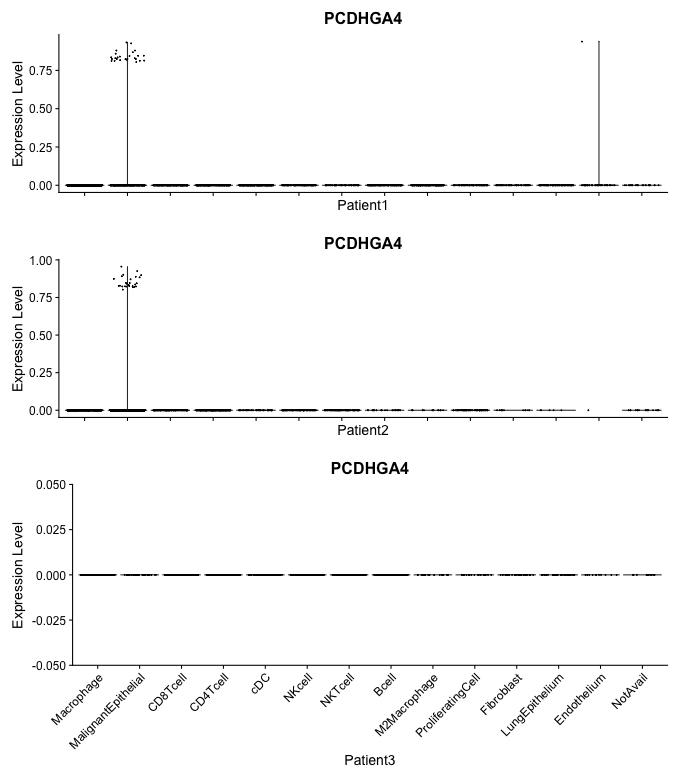 PCDHGA4
Expression Level
0.75
0.50
0.25
0.00
Patient1
PCDHGA4
Expression Level
1.00
0.75
0.50
0.25
0.00
Patient2
PCDHGA4
Expression Level
0.050
0.025
0.000
-0.025
-0.050
Macrophage
MalignantEpithelial
CD8Tcell
CD4Tcell
cDC
NKcell
NKTcell
Bcell
M2Macrophage
ProliferatingCell
Fibroblast
LungEpithelium
Endothelium
NotAvail
Patient3